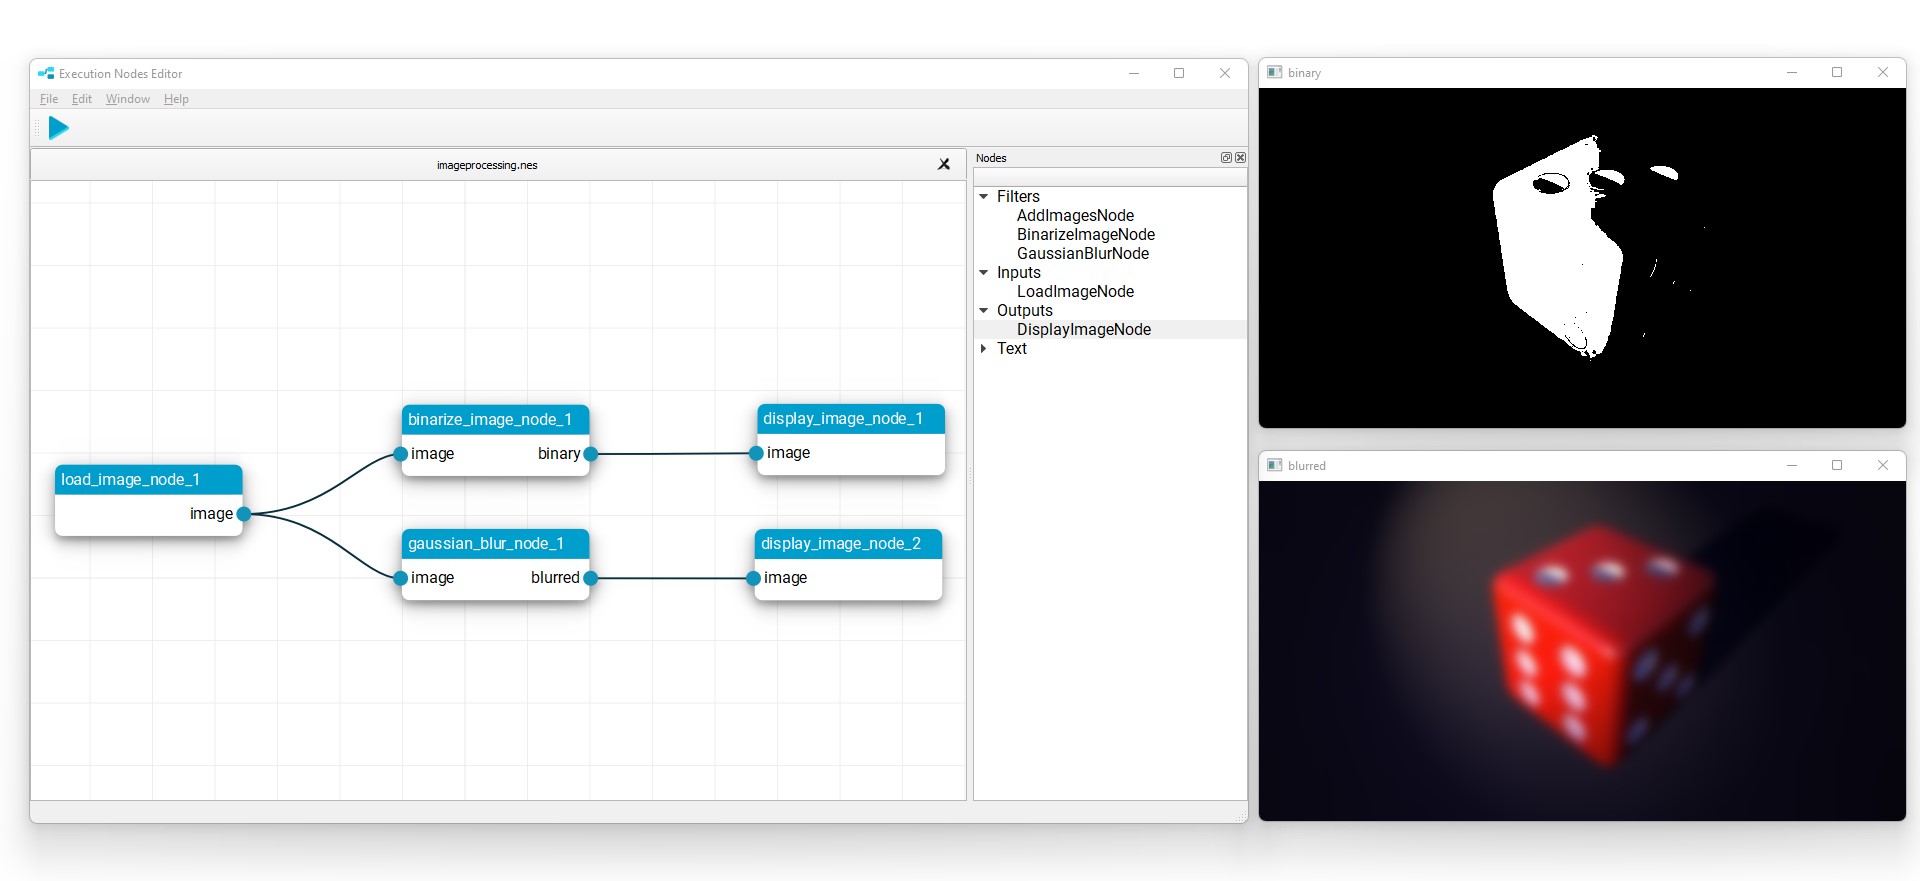 Execution Nodes Editor
File Edit Window Help
imageprocessing.nes
load_image_node_1
image
binarize_image_node_1
image binary
gaussian_blur_node_1
image blurred
display_image_node_1
image
display_image_node_2
image
Nodes
Filters
AddImagesNode
BinarizeImageNode
GaussianBlurNode
Inputs
LoadImageNode
Outputs
DisplayImageNode
Text
binary
blurred